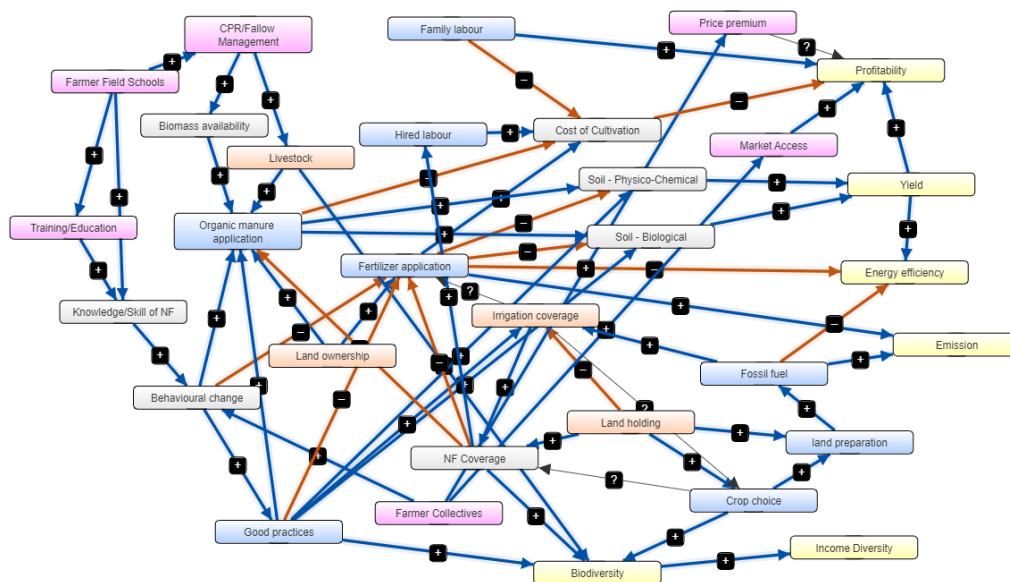 CPR/Fallow
Management
Family labour
Price premium
?
+
+
Farmer Field Schools
Profitability
+
+
–
–
Biomass availability
Hired labour
+
Cost of Cultivation
+
Market Access
+
+
Livestock
–
Soil - Physico-Chemical
+
Yield
+
+
–
Training/Education
Organic manure
application
+
+
Soil - Biological
+
+
–
–
Fertilizer application
+
Energy efficiency
+
?
+
Knowledge/Skill of NF
+
Irrigation coverage
+
–
Emission
–
Land ownership
+
–
Fossil fuel
+
+
Behavioural change
+
–
+
+
?
+
Land holding
+
+
+
NF Coverage
+
+
land preparation
?
+
Crop choice
Farmer Collectives
Good practices
+
+
+
+
Income Diversity
Biodiversity